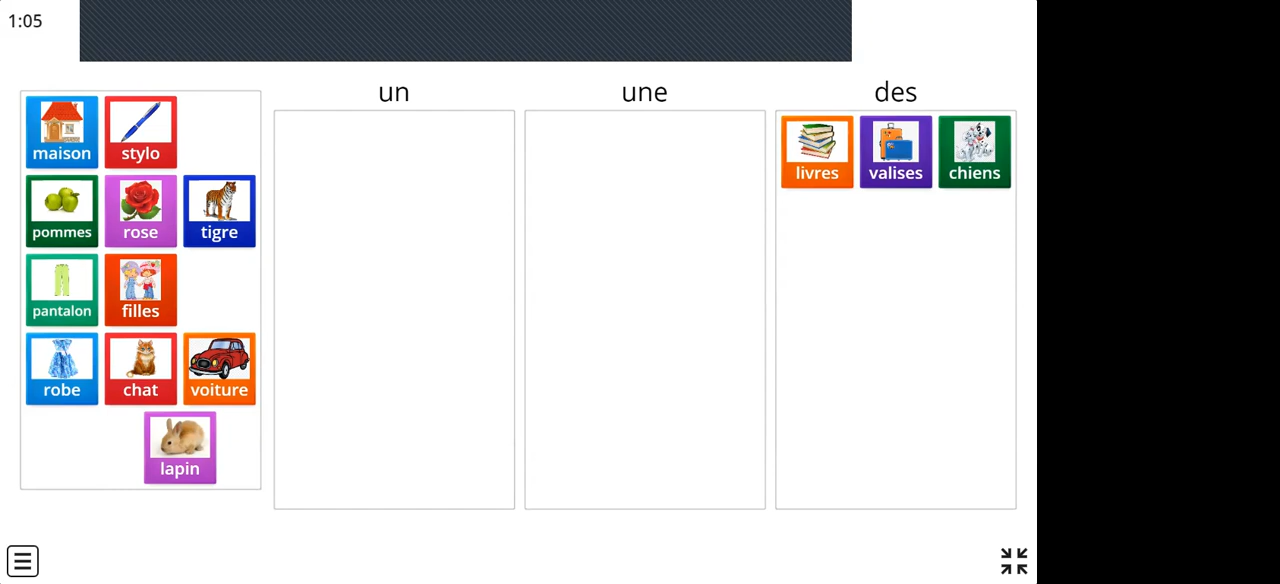 1:05
un
une
des
maison
stylo
livres
valises
chiens
pommes
rose
tigre
pantalon
filles
robe
chat
voiture
lapin